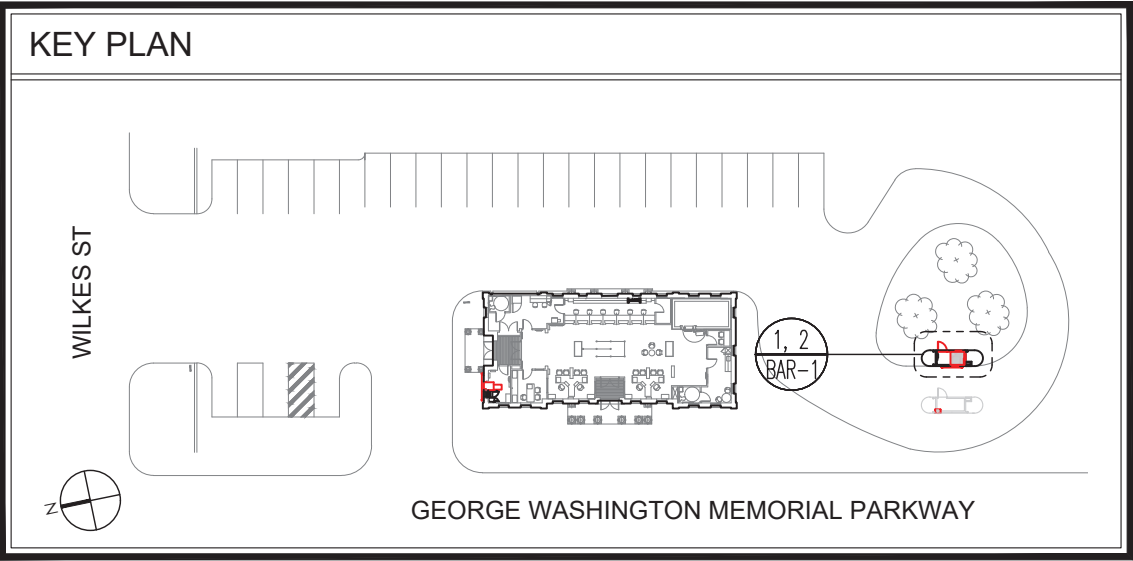 KEY PLAN
WILKES ST
1, 2
BAR-1
N
GEORGE WASHINGTON MEMORIAL PARKWAY